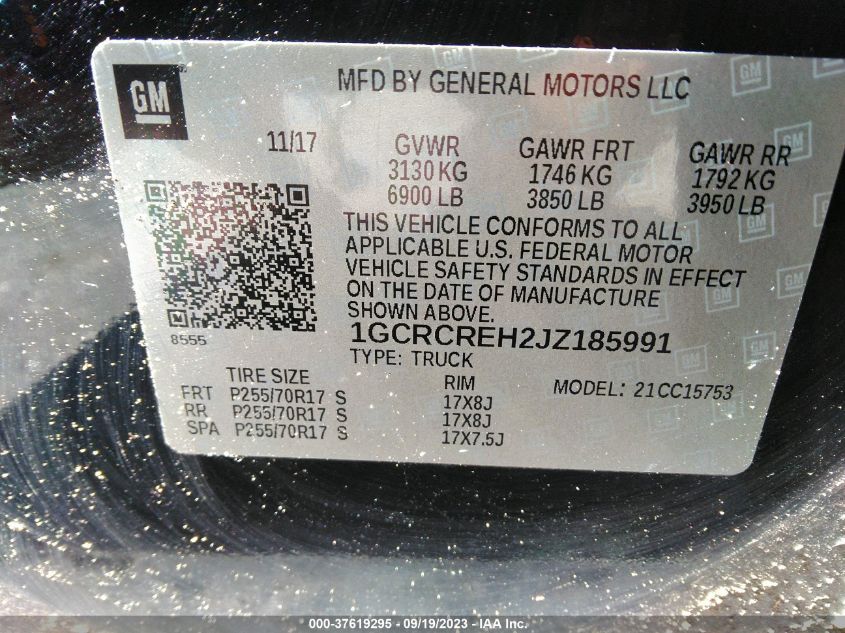 GM
MFD BY GENERAL MOTORS LLC
11/17
GVWR
3130 KG
6900 LB
GAWR FRT
1746 KG
3850 LB
GAWR RR
1792 KG
3950 LB
THIS VEHICLE CONFORMS TO ALL
APPLICABLE U.S. FEDERAL MOTOR
VEHICLE SAFETY STANDARDS IN EFFECT
ON THE DATE OF MANUFACTURE
SHOWN ABOVE.
8555
1GCRCREH2JZ185991
TYPE: TRUCK
TIRE SIZE
RIM
MODEL: 21CC15753
FRT P255/70R17 S 17X8J
RR P255/70R17 S 17X8J
SPA P255/70R17 S 17X7.5J
000-37619295 - 09/19/2023 - IAA Inc.